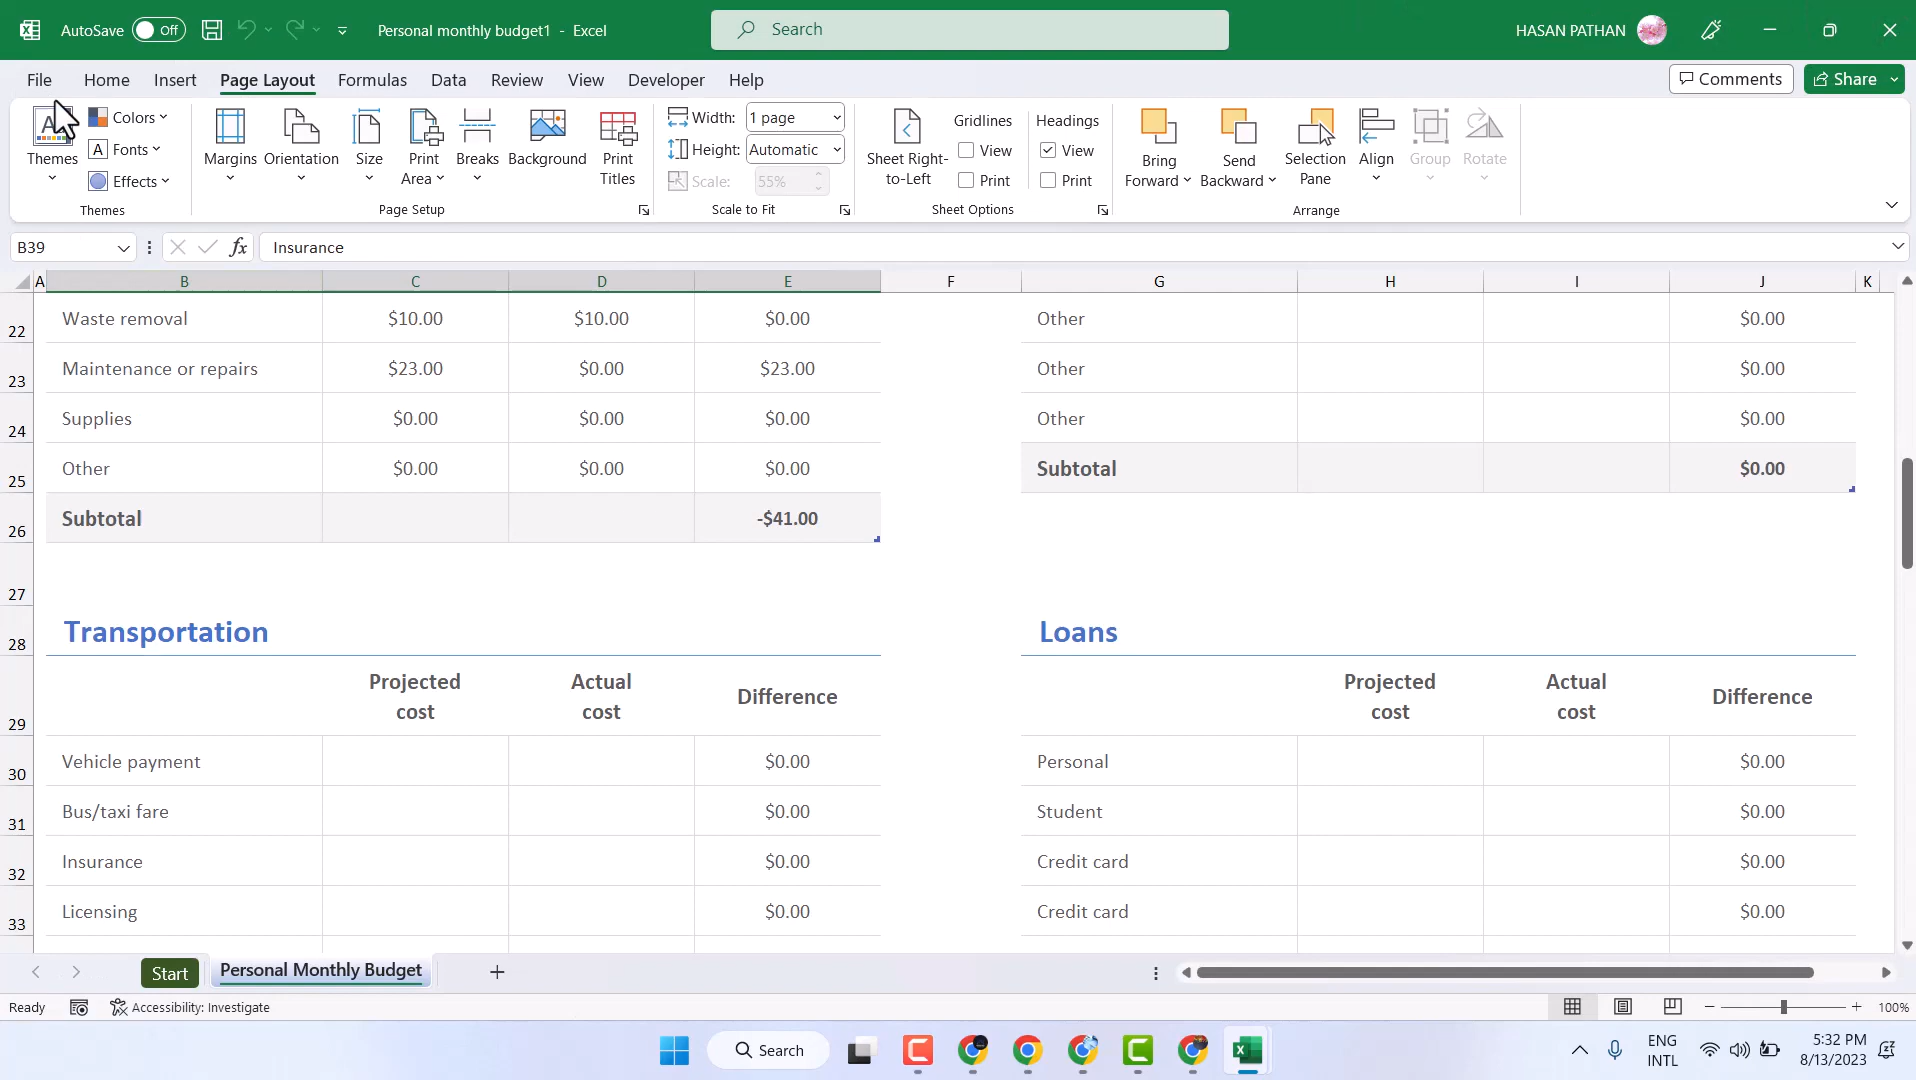 AutoSave Off Personal monthly budget1 - Excel Search HASAN PATHAN
File Home Insert Page Layout Formulas Data Review View Developer Help Comments Share
Themes Colors Fonts Effects
Themes
Margins Orientation Size Print Area Breaks Background Print Titles
Page Setup
Width: 1 page
Height: Automatic
Scale: 55%
Scale to Fit
Sheet Right-to-Left
Gridlines Headings
View View
Print Print
Sheet Options
Bring Forward Send Backward Selection Pane Align Group Rotate
Arrange
B39 fx Insurance
A B C D E F G H I J K
22 Waste removal $10.00 $10.00 $0.00 Other $0.00
23 Maintenance or repairs $23.00 $0.00 $23.00 Other $0.00
24 Supplies $0.00 $0.00 $0.00 Other $0.00
25 Other $0.00 $0.00 $0.00 Subtotal $0.00
26 Subtotal -$41.00
27
28 Transportation Loans
29 Projected cost Actual cost Difference Projected cost Actual cost Difference
30 Vehicle payment $0.00 Personal $0.00
31 Bus/taxi fare $0.00 Student $0.00
32 Insurance $0.00 Credit card $0.00
33 Licensing $0.00 Credit card $0.00
Start Personal Monthly Budget
Ready Accessibility: Investigate 100%
Search ENG INTL 5:32 PM 8/13/2023